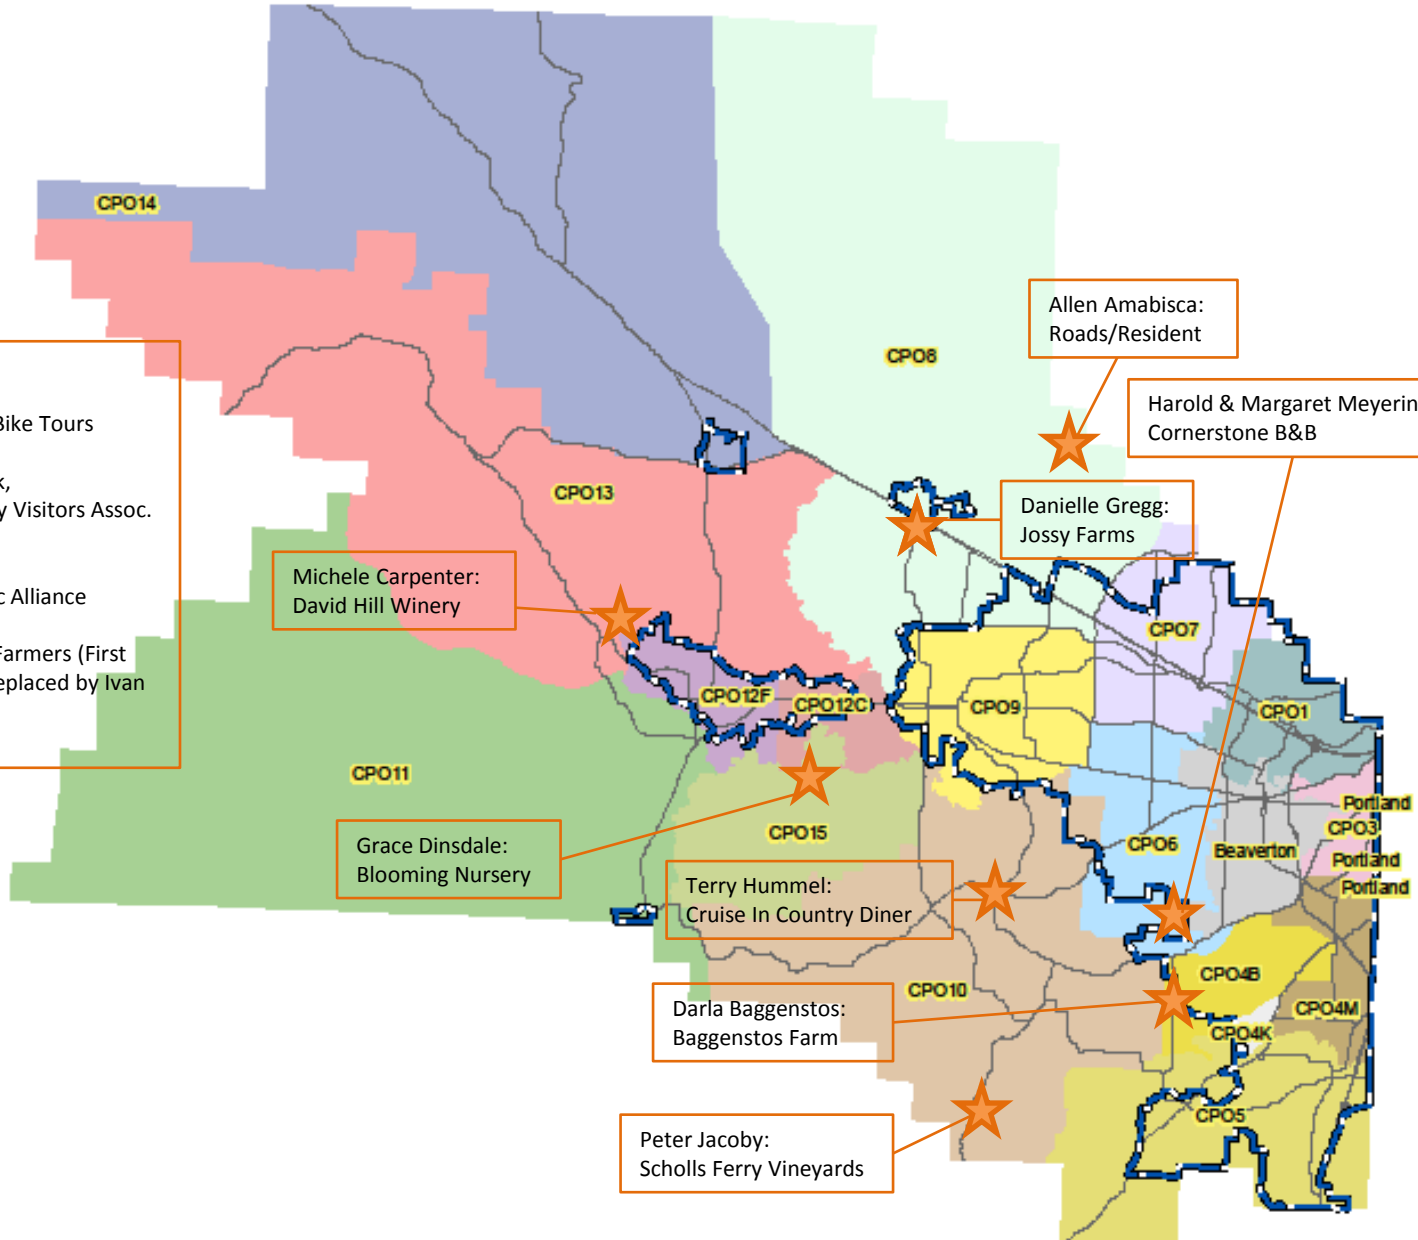 CPO14
Allen Amabisca:
Roads/Resident
CPO8
Bike Tours
Harold & Margaret Meyerin
Cornerstone B&B
y Visitors Assoc.
CPO13
Danielle Gregg:
Jossy Farms
Michele Carpenter:
David Hill Winery
c Alliance
CPO7
Farmers (First
eplaced by Ivan
CPO12F
CPO12C
CPO9
CPO1
CPO11
Portland
CPO15
CPO3
Grace Dinsdale:
Blooming Nursery
CPO6
Beaverton
Portland
Portland
Terry Hummel:
Cruise In Country Diner
CPO4B
CPO10
Darla Baggenstos:
Baggenstos Farm
CPO4M
CPO4K
CPO5
Peter Jacoby:
Scholls Ferry Vineyards